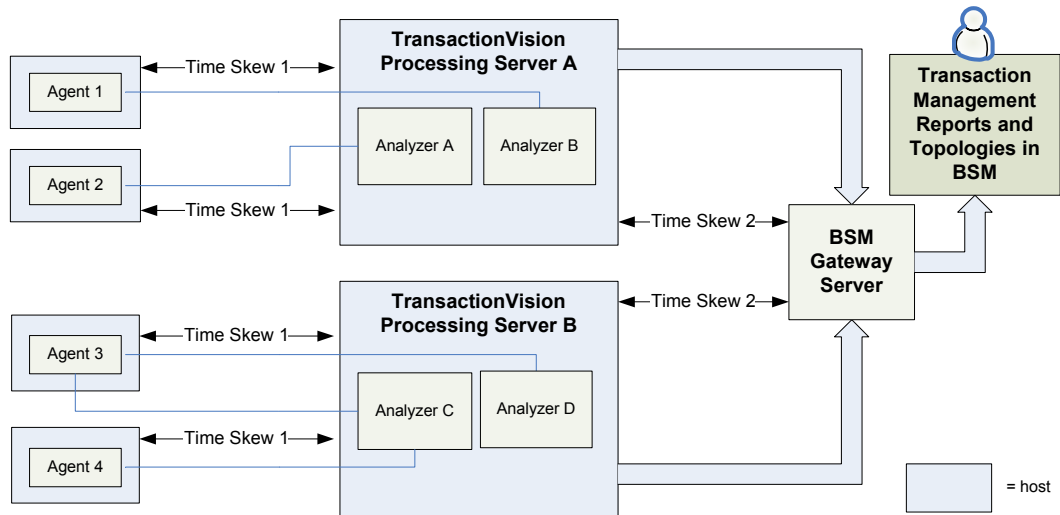 TransactionVision
Processing Server A
Time Skew 1
Agent 1
Analyzer A
Analyzer B
Agent 2
Time Skew 1
Time Skew 2
Transaction
Management
Reports and
Topologies in
BSM
BSM
Gateway
Server
TransactionVision
Processing Server B
Time Skew 2
Time Skew 1
Agent 3
Analyzer C
Analyzer D
Time Skew 1
Agent 4
= host